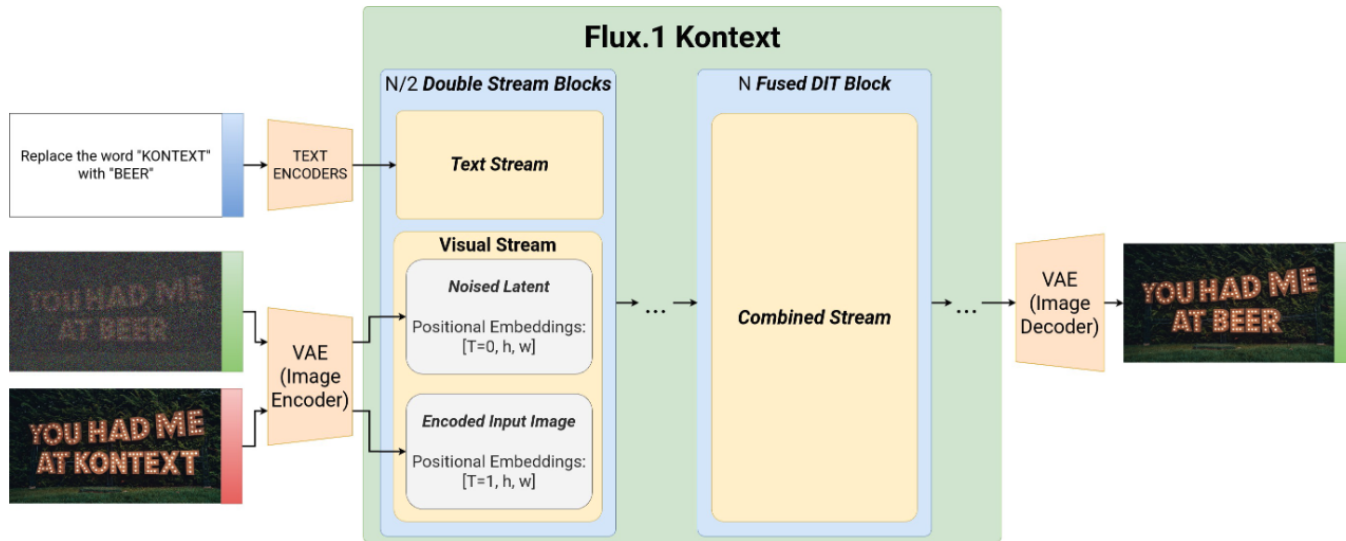 Flux.1 Kontext
N/2 Double Stream Blocks
N Fused DIT Block
Replace the word "KONTEXT"
with "BEER"
TEXT
ENCODERS
Text Stream
Visual Stream
Noised Latent
Positional Embeddings:
[T=0, h, w]
Encoded Input Image
Positional Embeddings:
[T=1, h, w]
YOU HAD ME
AT BEER
YOU HAD ME
AT KONTEXT
VAE
(Image
Encoder)
...
Combined Stream
...
VAE
(Image
Decoder)
YOU HAD ME
AT BEER